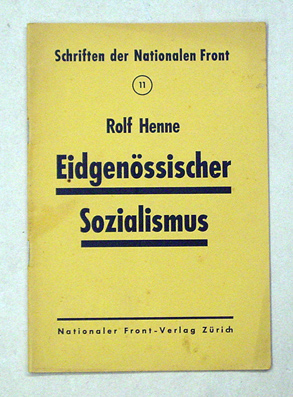 Schriften der Nationalen Front
11
Rolf Henne
Eidgenössischer
Sozialismus
Nationaler Front-Verlag Zürich